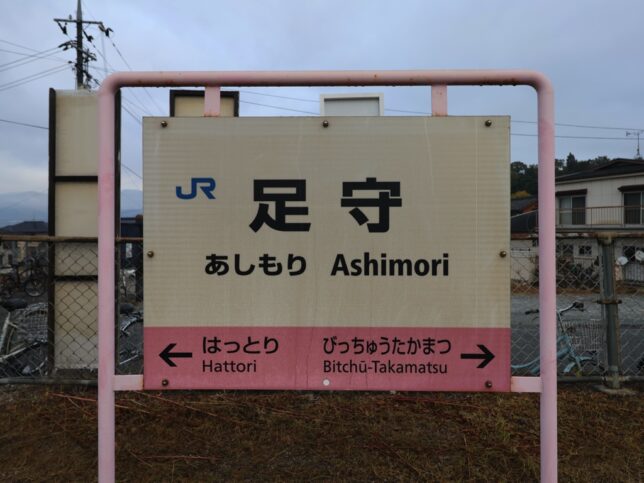 JR 足守
あしもり Ashimori
← はっとり びっちゅうたかまつ →
Hattori Bitchū-Takamatsu